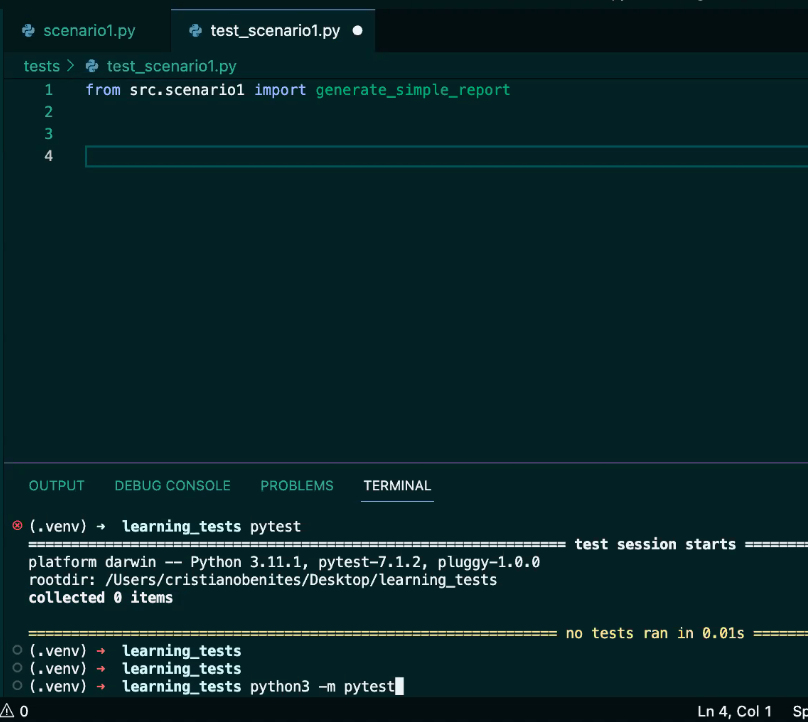 scenario1.py test_scenario1.py
tests > test_scenario1.py
1 from src.scenario1 import generate_simple_report
2
3
4
OUTPUT DEBUG CONSOLE PROBLEMS TERMINAL
(.venv) → learning_tests pytest
=============================================================== test session starts =======
platform darwin -- Python 3.11.1, pytest-7.1.2, pluggy-1.0.0
rootdir: /Users/cristianobenites/Desktop/learning_tests
collected 0 items
============================================================== no tests ran in 0.01s ======
(.venv) → learning_tests
(.venv) → learning_tests
(.venv) → learning_tests python3 -m pytest
0 Ln 4, Col 1 Sp